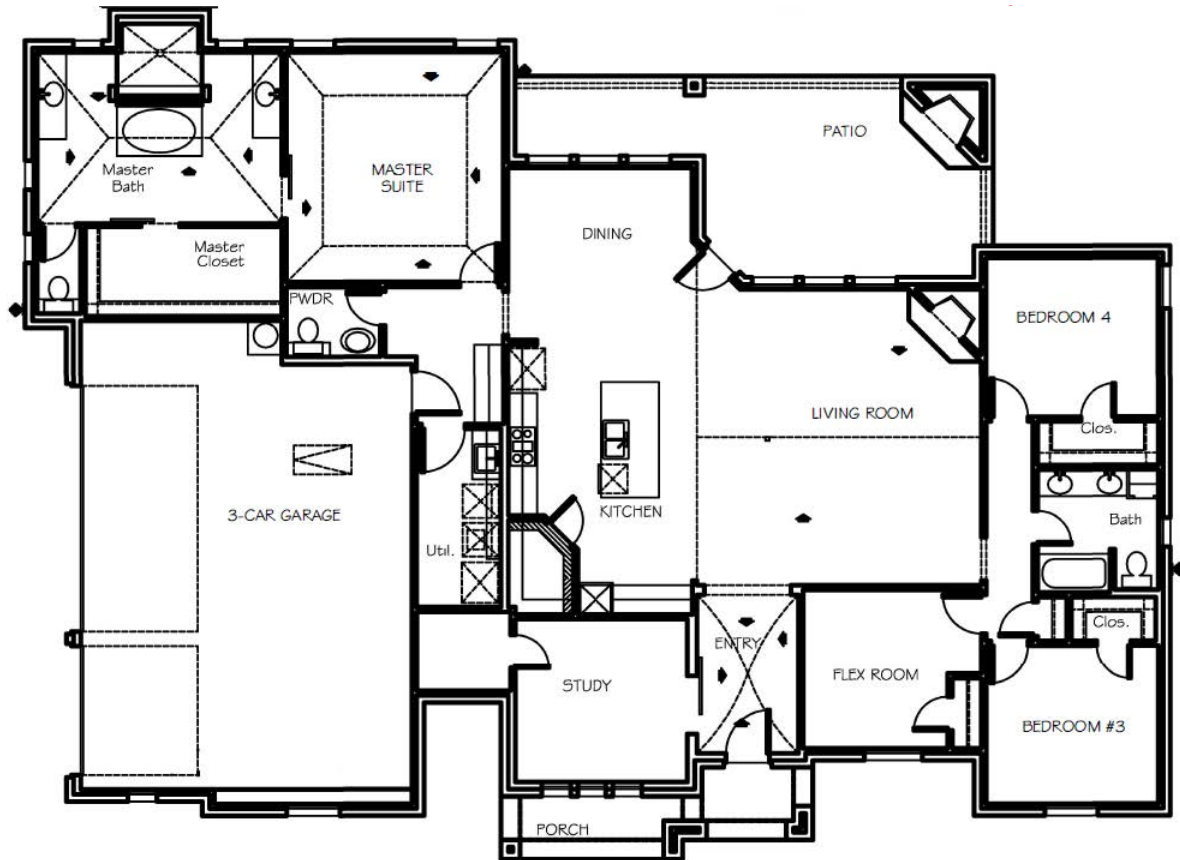 PATIO
Master
Bath
MASTER
SUITE
DINING
Master
Closet
PWDR
BEDROOM 4
LIVING ROOM
Clos.
3-CAR GARAGE
KITCHEN
Bath
Util.
Clos.
ENTRY
FLEX ROOM
STUDY
BEDROOM #3
PORCH